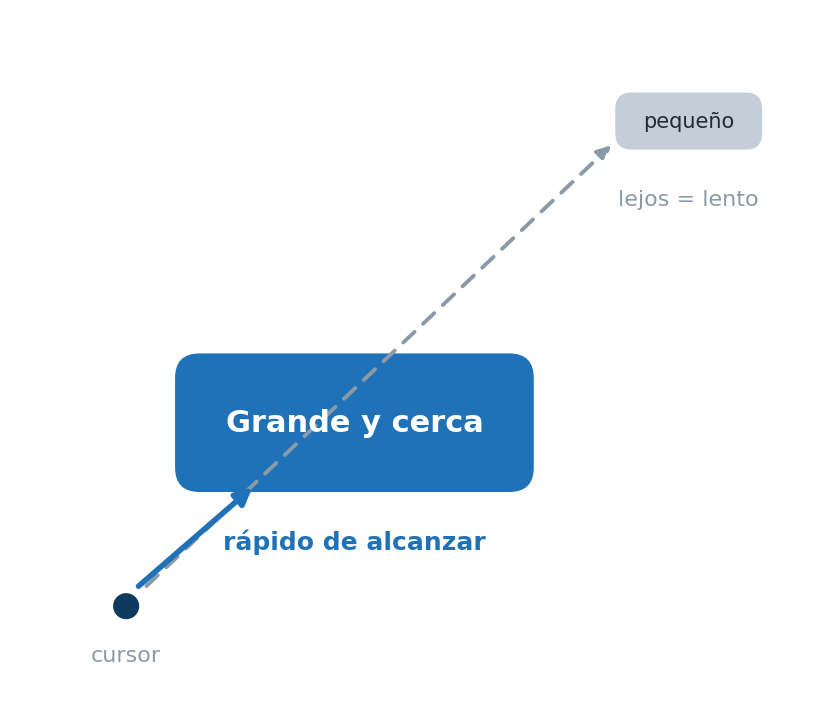 pequeño
lejos = lento
Grande y cerca
rápido de alcanzar
cursor